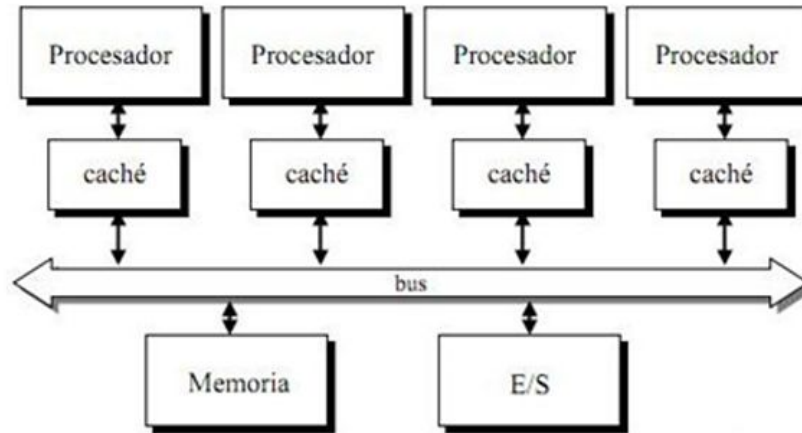 Procesador
Procesador
Procesador
Procesador
caché
caché
caché
caché
bus
Memoria
E/S